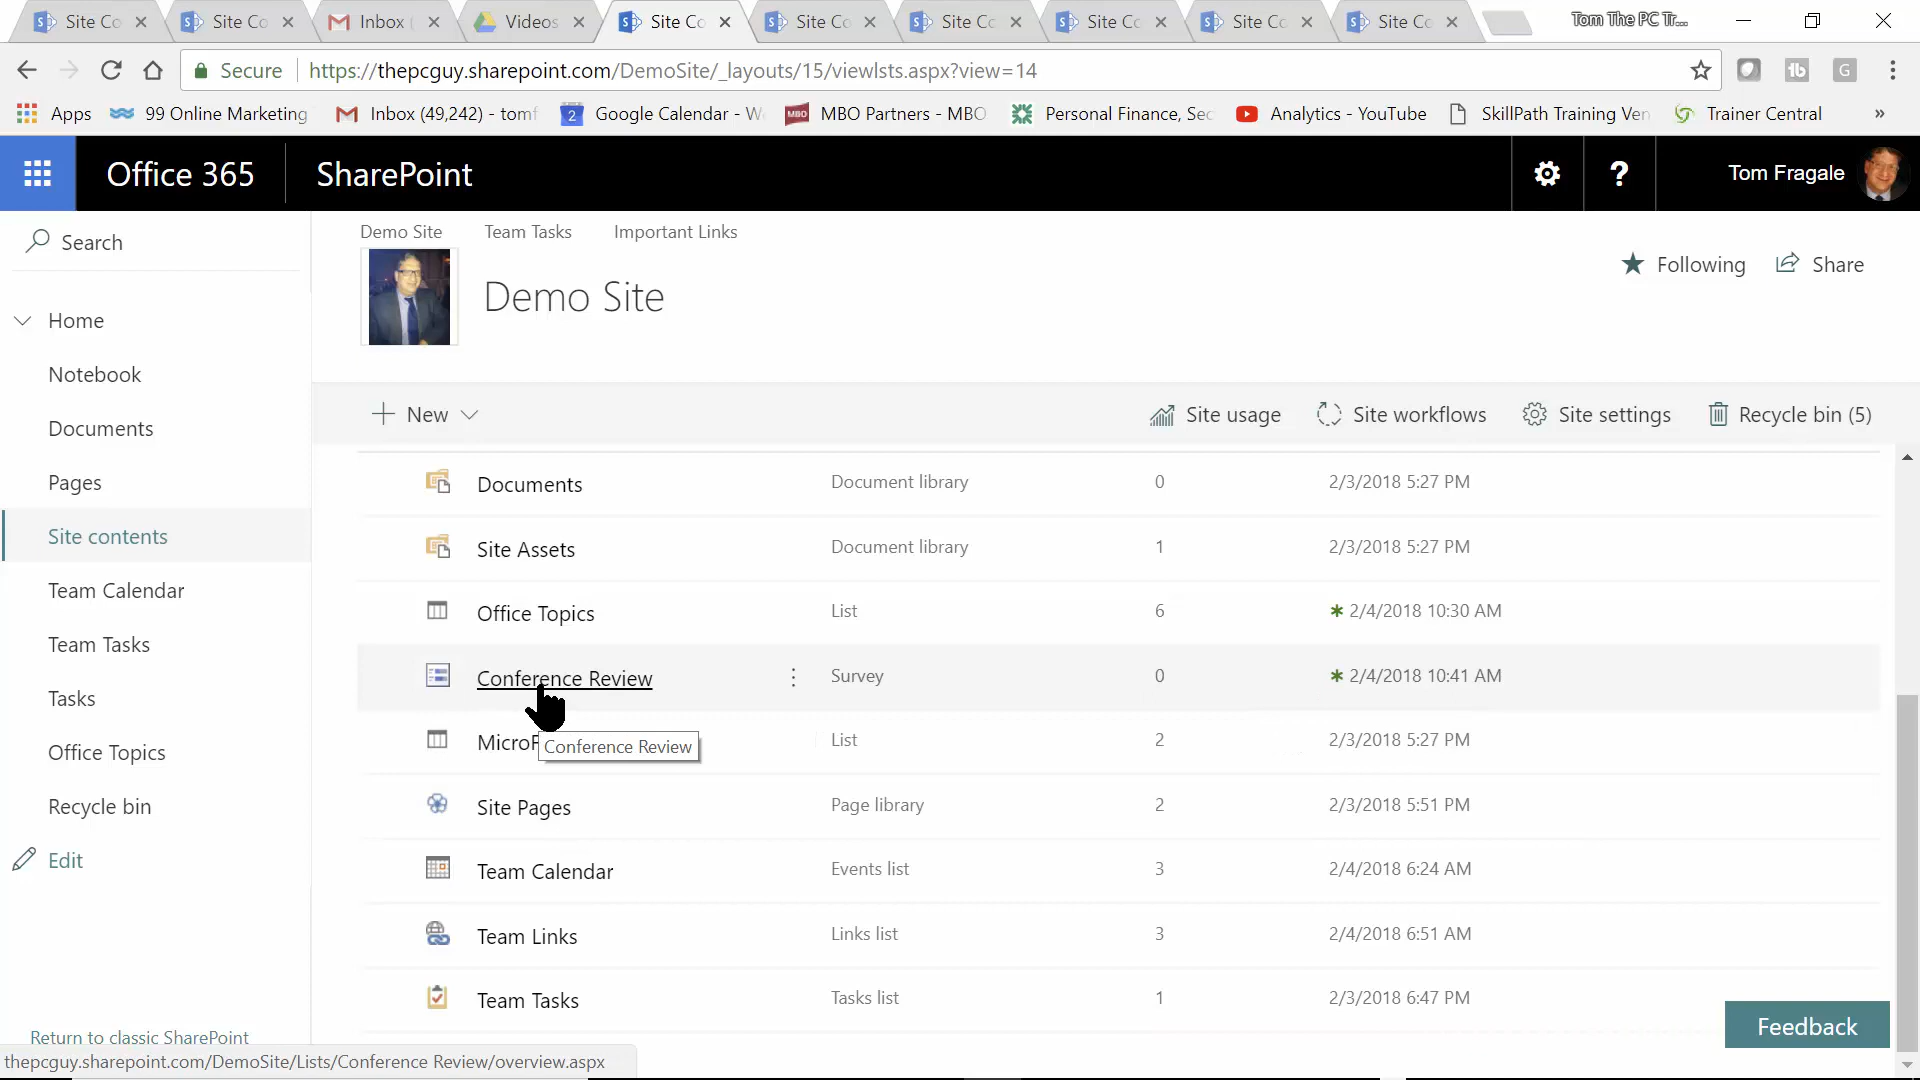 Site Co
Site Co
Inbox
Videos
Site Co
Site Co
Site Co
Site Co
Site Co
Site Co
Tom The PC Tr...
Secure
https://thepcguy.sharepoint.com/DemoSite/_layouts/15/viewlsts.aspx?view=14
Apps
99 Online Marketing
Inbox (49,242) - tomf
2
Google Calendar - W
MBO
MBO Partners - MBO
Personal Finance, Sec
Analytics - YouTube
SkillPath Training Ven
Trainer Central
»
Office 365
SharePoint
?
Tom Fragale
Search
Demo Site
Team Tasks
Important Links
Demo Site
Following
Share
Home
Notebook
Documents
Pages
Site contents
Team Calendar
Team Tasks
Tasks
Office Topics
Recycle bin
Edit
Return to classic SharePoint
New
Site usage
Site workflows
Site settings
Recycle bin (5)
Documents Document library 0 2/3/2018 5:27 PM
Site Assets Document library 1 2/3/2018 5:27 PM
Office Topics List 6 2/4/2018 10:30 AM
Conference Review Survey 0 2/4/2018 10:41 AM
Conference Review
List 2 2/3/2018 5:27 PM
Site Pages Page library 2 2/3/2018 5:51 PM
Team Calendar Events list 3 2/4/2018 6:24 AM
Team Links Links list 3 2/4/2018 6:51 AM
Team Tasks Tasks list 1 2/3/2018 6:47 PM
Feedback
thepcguy.sharepoint.com/DemoSite/Lists/Conference Review/overview.aspx